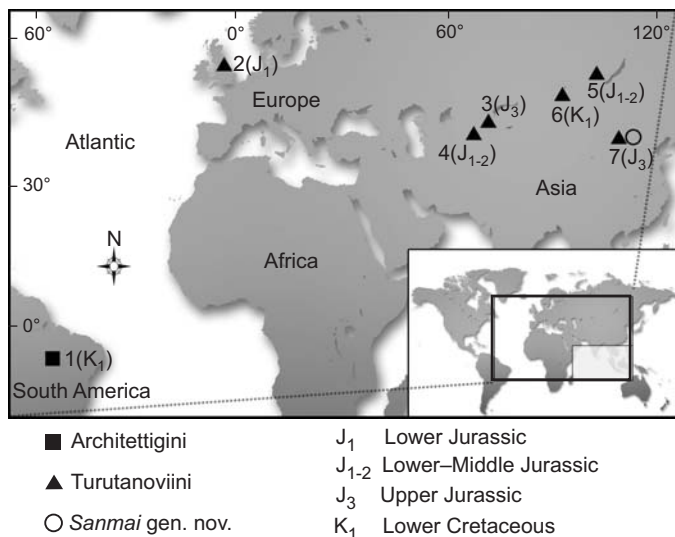 60° 0° 60° 120°
2(J1)
Europe
5(J1-2)
3(J3)
6(K1)
Atlantic
4(J1-2)
7(J3)
30°
Asia
N
Africa
0°
1(K1)
South America
■ Architettigini
▲ Turutanoviini
○ Sanmai gen. nov.
J1 Lower Jurassic
J1-2 Lower–Middle Jurassic
J3 Upper Jurassic
K1 Lower Cretaceous